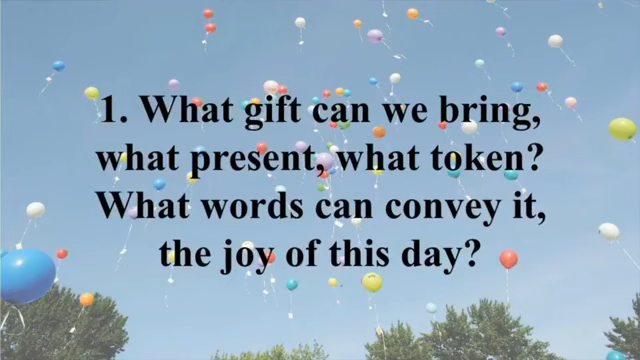 1. What gift can we bring,
what present, what token?
What words can convey it,
the joy of this day?